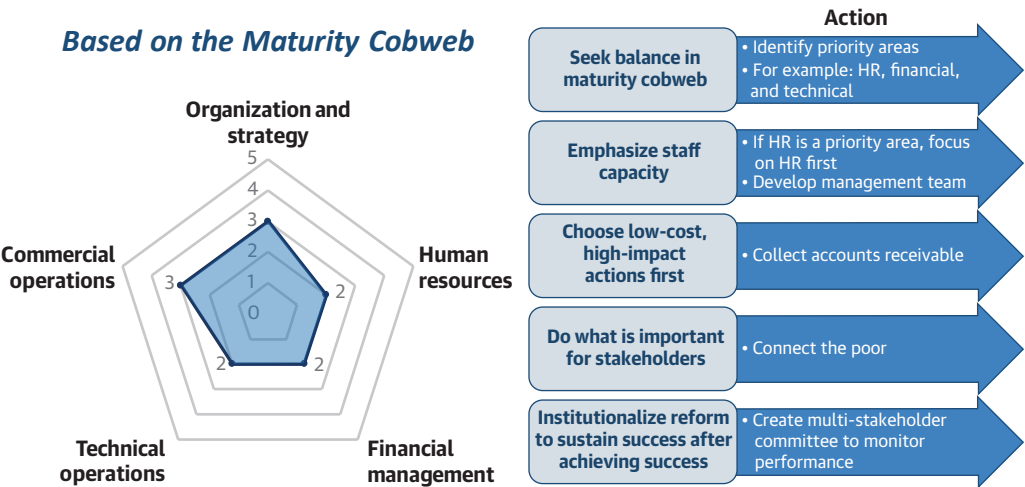 Based on the Maturity Cobweb
Organization and
strategy
5
4
3
2
1
0
Human
resources
2
Financial
management
2
Technical
operations
2
Commercial
operations
3
Action
Seek balance in
maturity cobweb
• Identify priority areas
• For example: HR, financial,
and technical
Emphasize staff
capacity
• If HR is a priority area, focus
on HR first
• Develop management team
Choose low-cost,
high-impact
actions first
• Collect accounts receivable
Do what is important
for stakeholders
• Connect the poor
Institutionalize reform
to sustain success after
achieving success
• Create multi-stakeholder
committee to monitor
performance